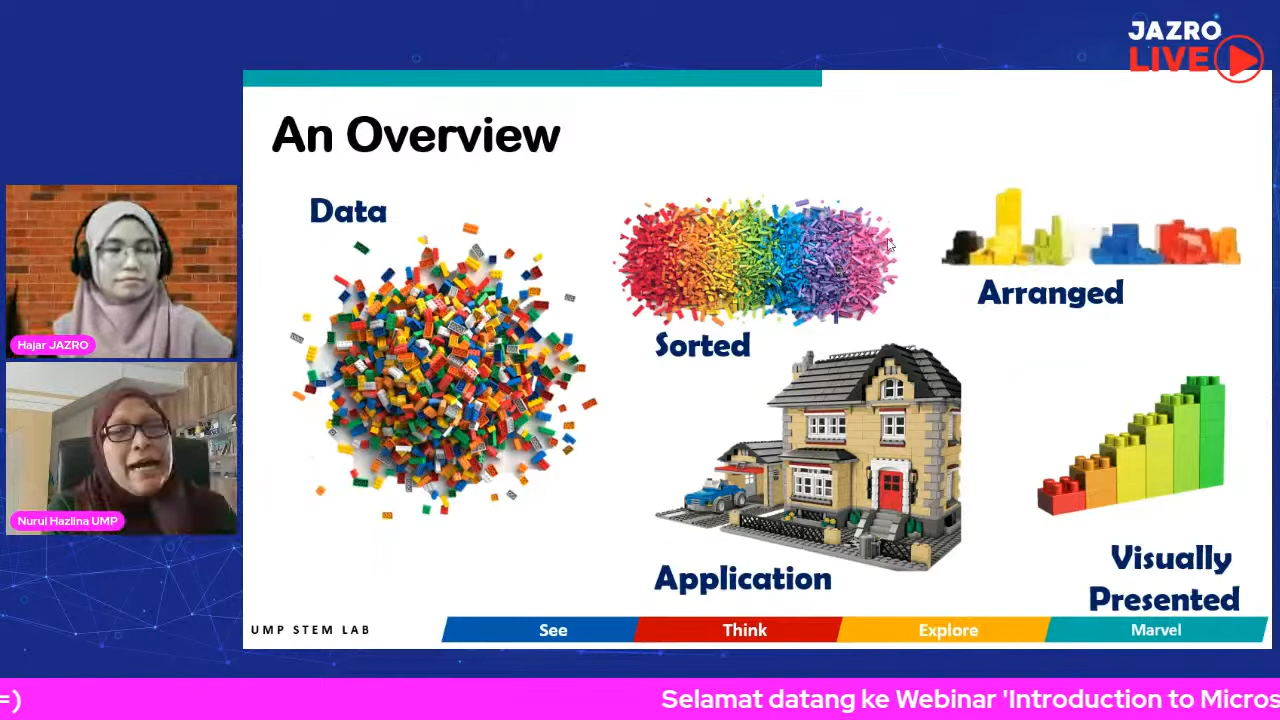 JAZRO
LIVE
An Overview
Data
Sorted
Arranged
Application
Visually
Presented
Hajar JAZRO
Nurul Hazlina UMP
UMP STEM LAB
See
Think
Explore
Marvel
=)
Selamat datang ke Webinar 'Introduction to Micros